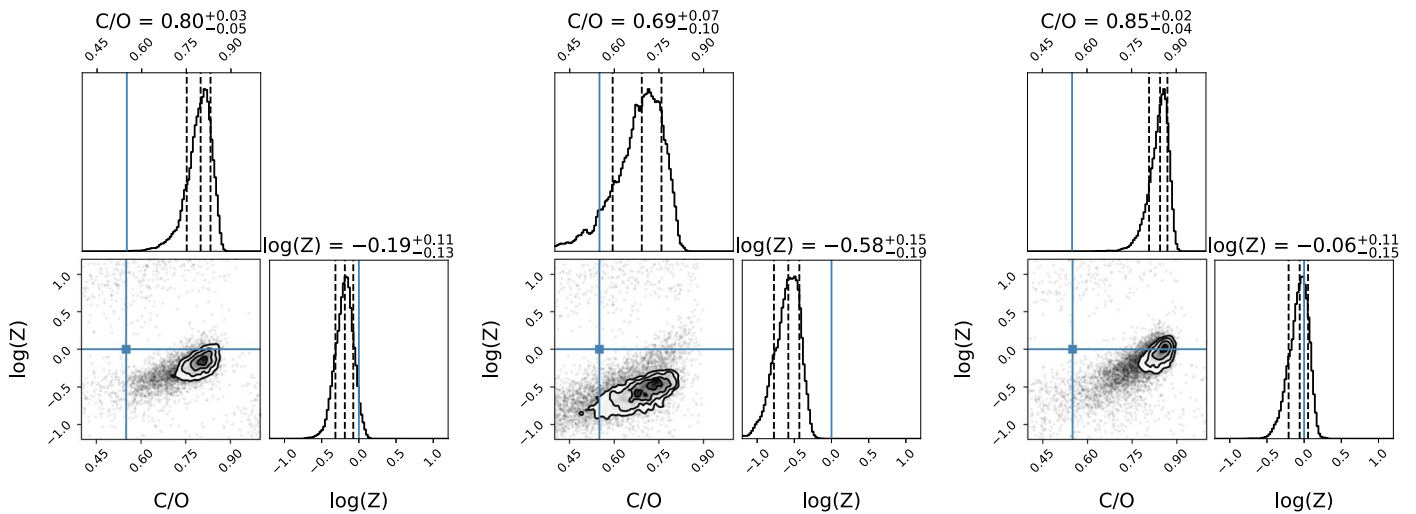 C/O = 0.80+0.03 −0.05
0.45 0.60 0.75 0.90
log(Z) = −0.19+0.11 −0.13
log(Z)
1.0
0.5
0.0
−0.5
−1.0
0.45 0.60 0.75 0.90
C/O
−1.0 −0.5 0.0 0.5 1.0
log(Z)
C/O = 0.69+0.07 −0.10
0.45 0.60 0.75 0.90
log(Z) = −0.58+0.15 −0.19
log(Z)
1.0
0.5
0.0
−0.5
−1.0
0.45 0.60 0.75 0.90
C/O
−1.0 −0.5 0.0 0.5 1.0
log(Z)
C/O = 0.85+0.02 −0.04
0.45 0.60 0.75 0.90
log(Z) = −0.06+0.11 −0.15
log(Z)
1.0
0.5
0.0
−0.5
−1.0
0.45 0.60 0.75 0.90
C/O
−1.0 −0.5 0.0 0.5 1.0
log(Z)